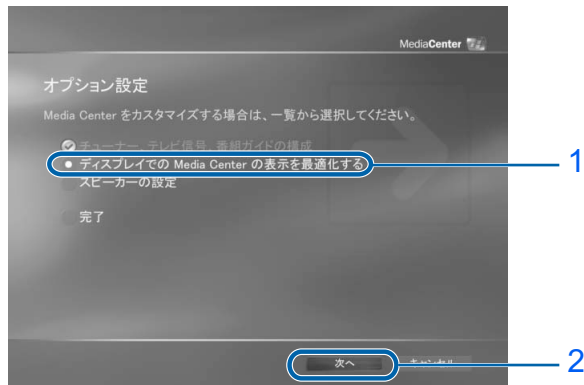 MediaCenter
オプション設定
Media Center をカスタマイズする場合は、一覧から選択してください。
チューナー、テレビ信号、番組ガイドの構成
ディスプレイでの Media Center の表示を最適化する
1
スピーカーの設定
完了
次へ
キャンセル
2